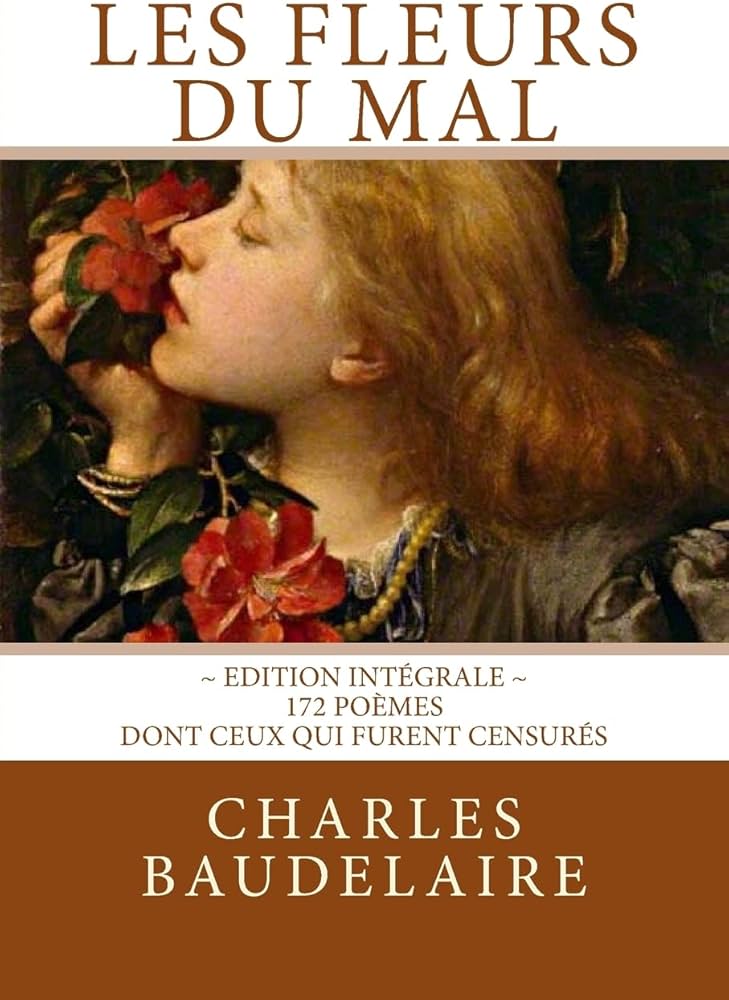 LES FLEURS
DU MAL
~ EDITION INTÉGRALE ~
172 POÈMES
DONT CEUX QUI FURENT CENSURÉS
CHARLES
BAUDELAIRE